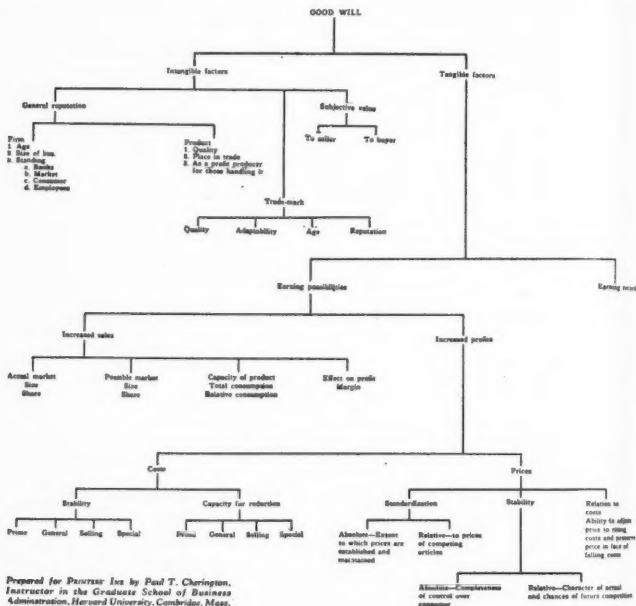 GOOD WILL
Intangible factors
Tangible factors
General reputation
Subjective value
Firm
1. Age
2. Size of bus.
3. Standing
a. Banks
b. Market
c. Consumer
d. Employees
Product
1. Quality
2. Place in trade
3. As a profit producer
for those handling it
To seller
To buyer
Trade-mark
Quality
Adaptability
Age
Reputation
Earning possibilities
Earning
Increased sales
Increased profits
Actual market
Size
Share
Possible market
Size
Share
Capacity of product
Total consumption
Relative consumption
Effect on profit
Margin
Costs
Prices
Stability
Capacity for reduction
Prime
General
Selling
Special
Prime
General
Selling
Special
Standardization
Stability
Relation to
costs
Ability to adjust
price to rising
costs and preserve
price in face of
falling costs
Absolute—Extent
to which prices are
established and
maintained
Relative—to prices
of competing
articles
Absolute—Completeness
of control over
consumer
Relative—Character of actual
and chances of future competition
Prepared for PRINTERS' INK by Paul T. Cherington,
Instructor in the Graduate School of Business
Administration, Harvard University, Cambridge, Mass.